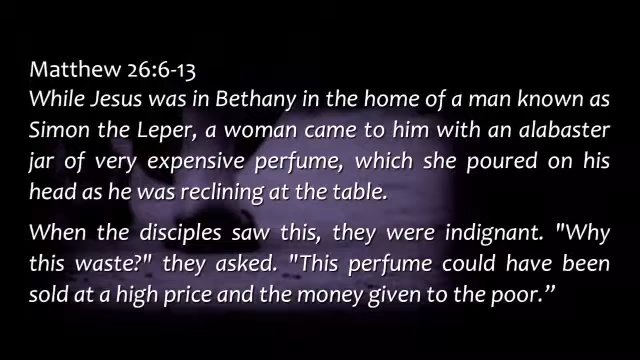 Matthew 26:6-13
While Jesus was in Bethany in the home of a man known as
Simon the Leper, a woman came to him with an alabaster
jar of very expensive perfume, which she poured on his
head as he was reclining at the table.
When the disciples saw this, they were indignant. "Why
this waste?" they asked. "This perfume could have been
sold at a high price and the money given to the poor.”